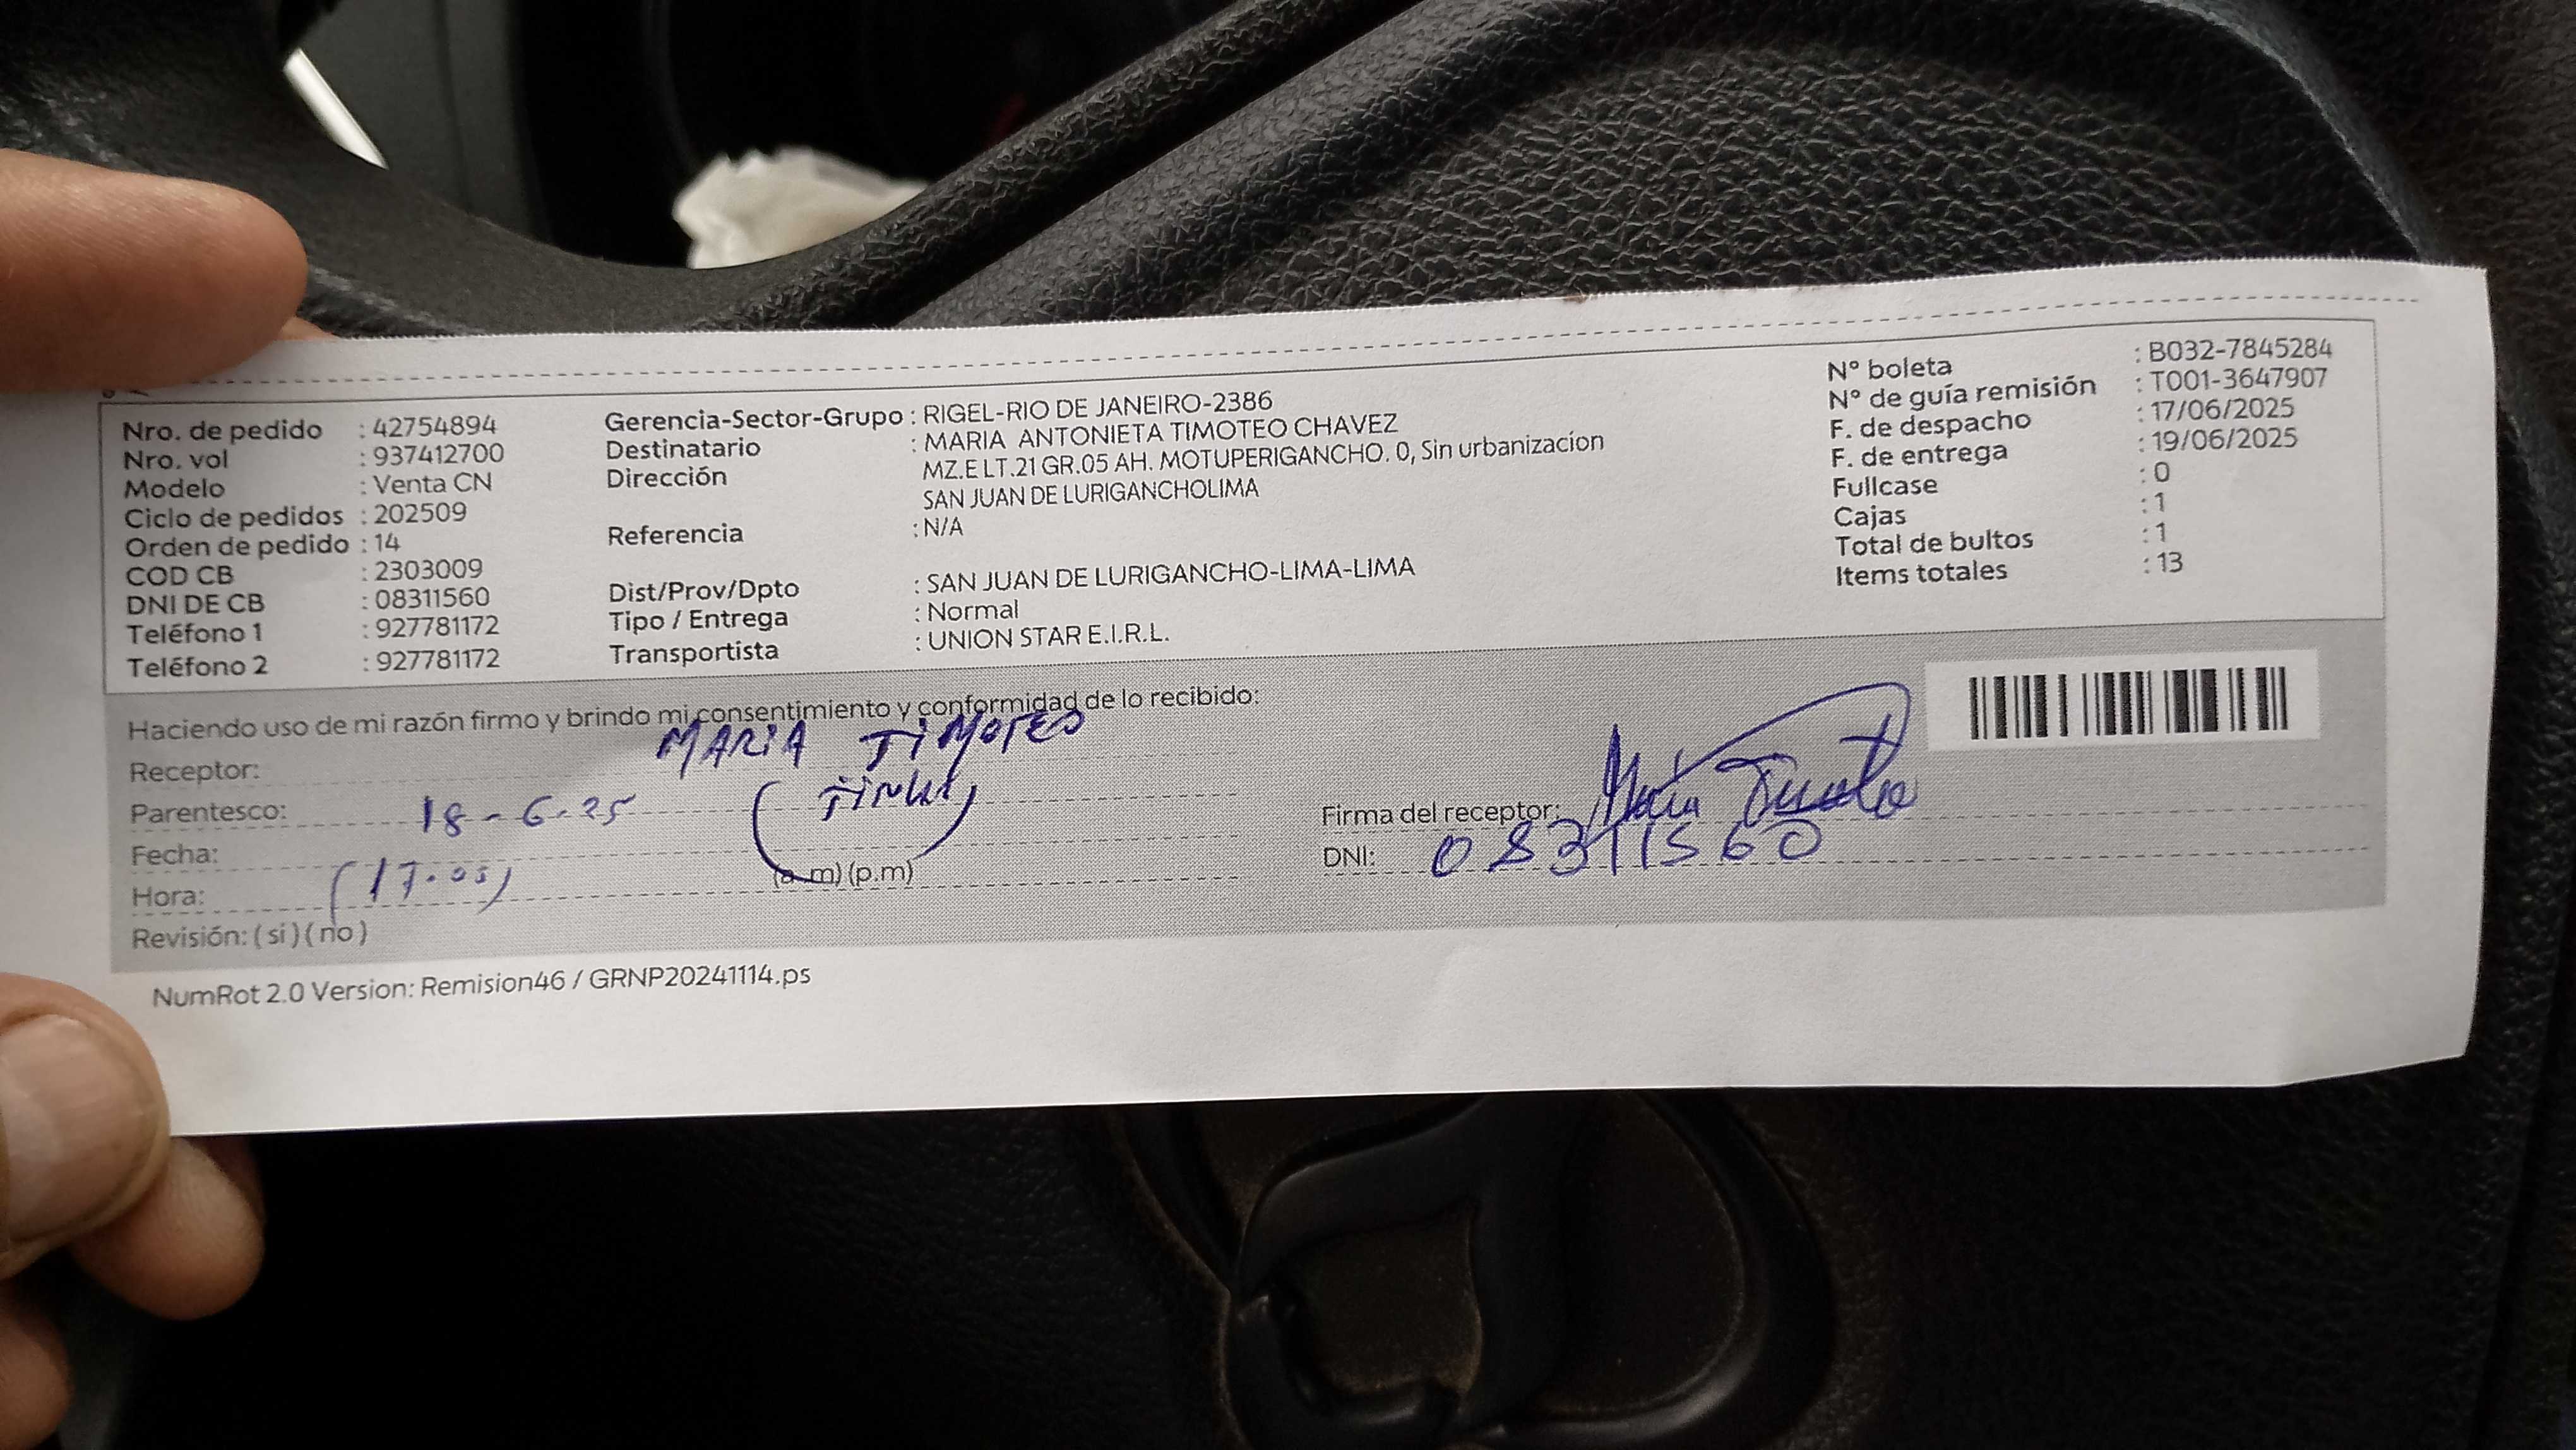 Nro. de pedido : 42754894
Nro. vol : 937412700
Modelo : Venta CN
Ciclo de pedidos : 202509
Orden de pedido : 14
COD CB : 2303009
DNI DE CB : 08311560
Teléfono 1 : 927781172
Teléfono 2 : 927781172
Gerencia-Sector-Grupo : RIGEL-RIO DE JANEIRO-2386
Destinatario : MARIA ANTONIETA TIMOTEO CHAVEZ
Dirección MZ.E LT.21 GR.05 AH. MOTUPERIGANCHO. 0, Sin urbanizacion
SAN JUAN DE LURIGANCHOLIMA
Referencia : N/A
Dist/Prov/Dpto : SAN JUAN DE LURIGANCHO-LIMA-LIMA
Tipo / Entrega : Normal
Transportista : UNION STAR E.I.R.L.
N° boleta : B032-7845284
N° de guía remisión : T001-3647907
F. de despacho : 17/06/2025
F. de entrega : 19/06/2025
Fullcase : 0
Cajas : 1
Total de bultos : 1
Items totales : 13
Haciendo uso de mi razón firmo y brindo mi consentimiento y conformidad de lo recibido:
Receptor: MARIA TIMOTEO
Parentesco: 18-6-25
Fecha:
Hora: (17.05) (a.m) (p.m)
Revisión: (si) (no)
Firma del receptor: Maria Timoteo
DNI: 08311560
NumRot 2.0 Version: Remision46 / GRNP20241114.ps